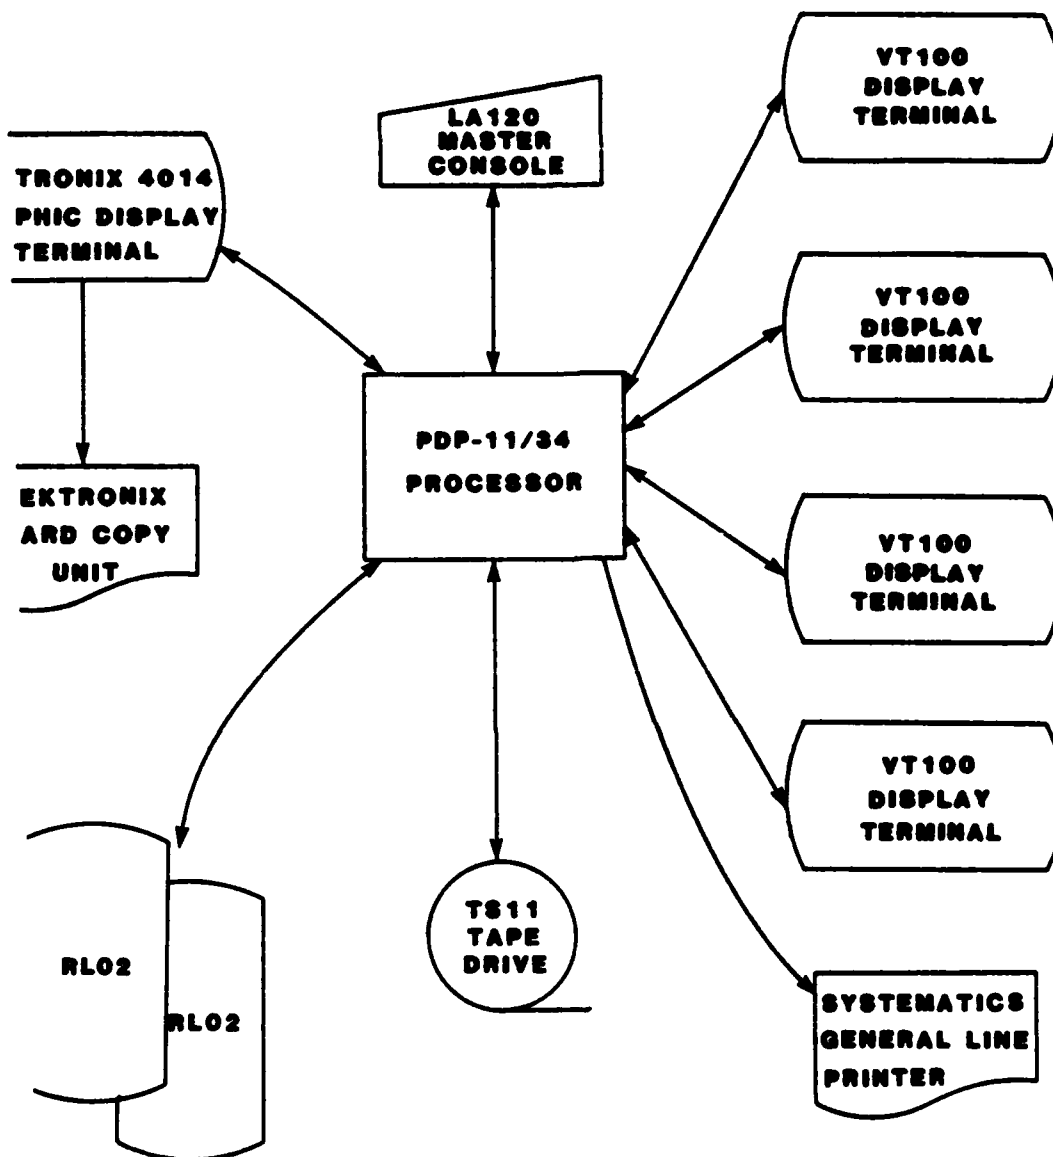 VT100
DISPLAY
TERMINAL
LA120
MASTER
CONSOLE
TRONIX 4014
PHIC DISPLAY
TERMINAL
VT100
DISPLAY
TERMINAL
PDP-11/34
PROCESSOR
EKTRONIX
ARD COPY
UNIT
VT100
DISPLAY
TERMINAL
VT100
DISPLAY
TERMINAL
RL02
RL02
TS11
TAPE
DRIVE
SYSTEMATICS
GENERAL LINE
PRINTER